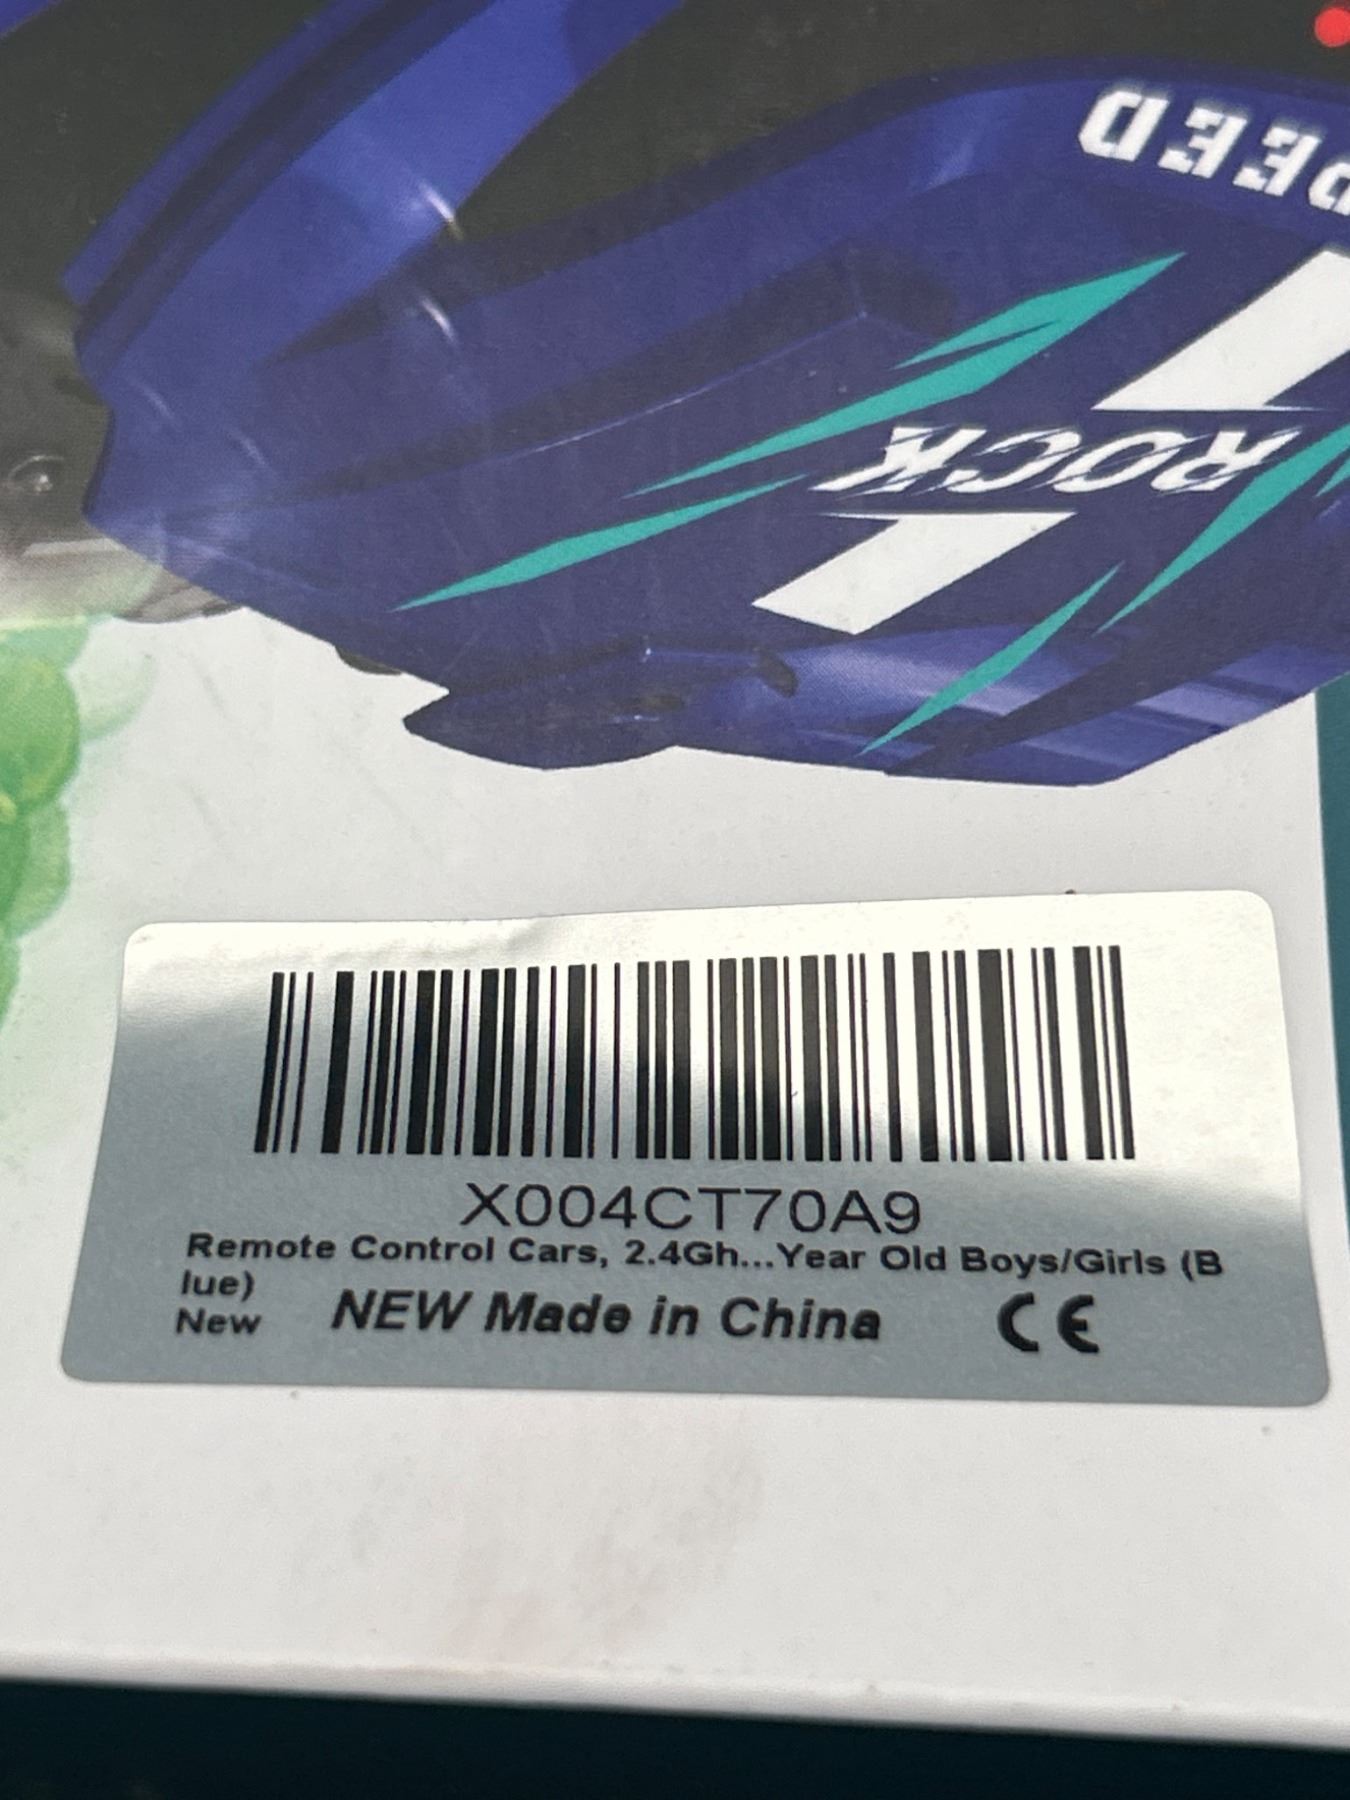 PEED
ROCK
X004CT70A9
Remote Control Cars, 2.4Gh...Year Old Boys/Girls (B
lue)
New
NEW Made in China
CE